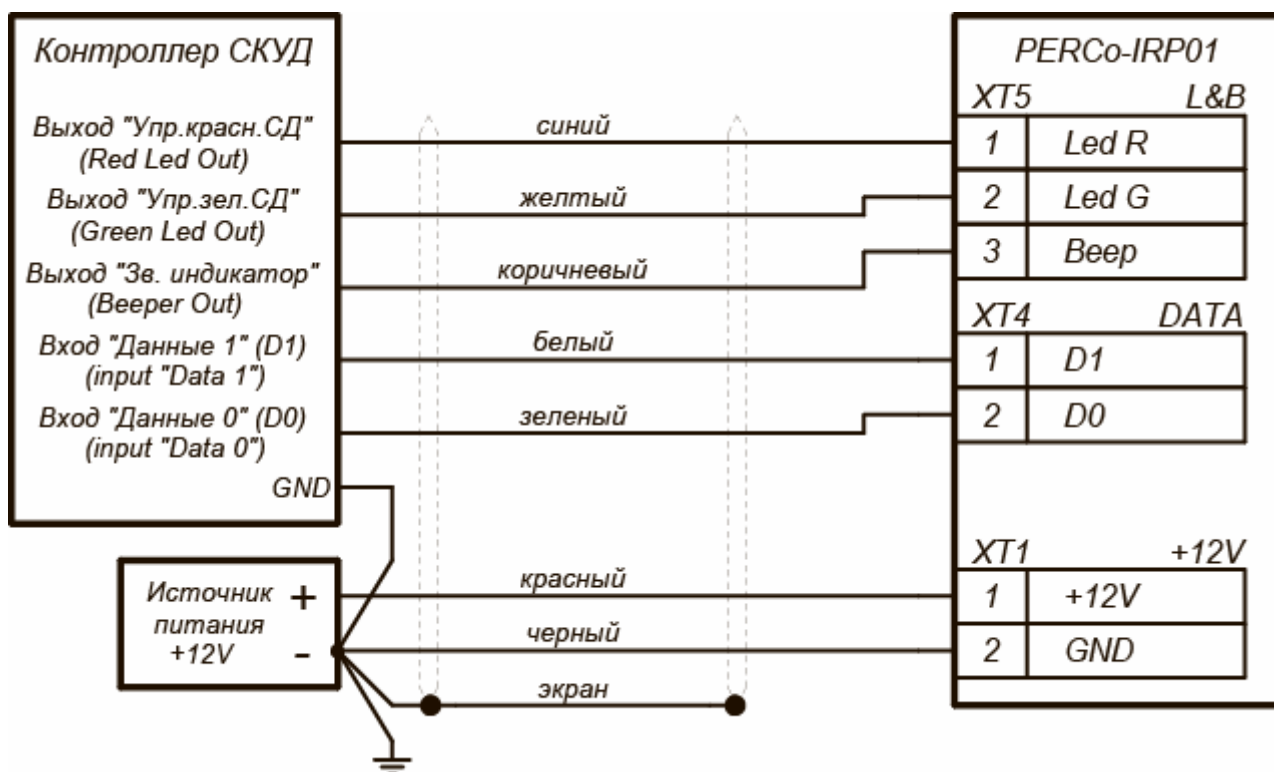 Контроллер СКУД
Выход "Упр.красн.СД"
(Red Led Out)
Выход "Упр.зел.СД"
(Green Led Out)
Выход "Зв. индикатор"
(Beeper Out)
Вход "Данные 1" (D1)
(input "Data 1")
Вход "Данные 0" (D0)
(input "Data 0")
GND
Источник
питания
+12V
+
-
синий
желтый
коричневый
белый
зеленый
красный
черный
экран
PERCo-IRP01
XT5 L&B
1 Led R
2 Led G
3 Beep
XT4 DATA
1 D1
2 D0
XT1 +12V
1 +12V
2 GND